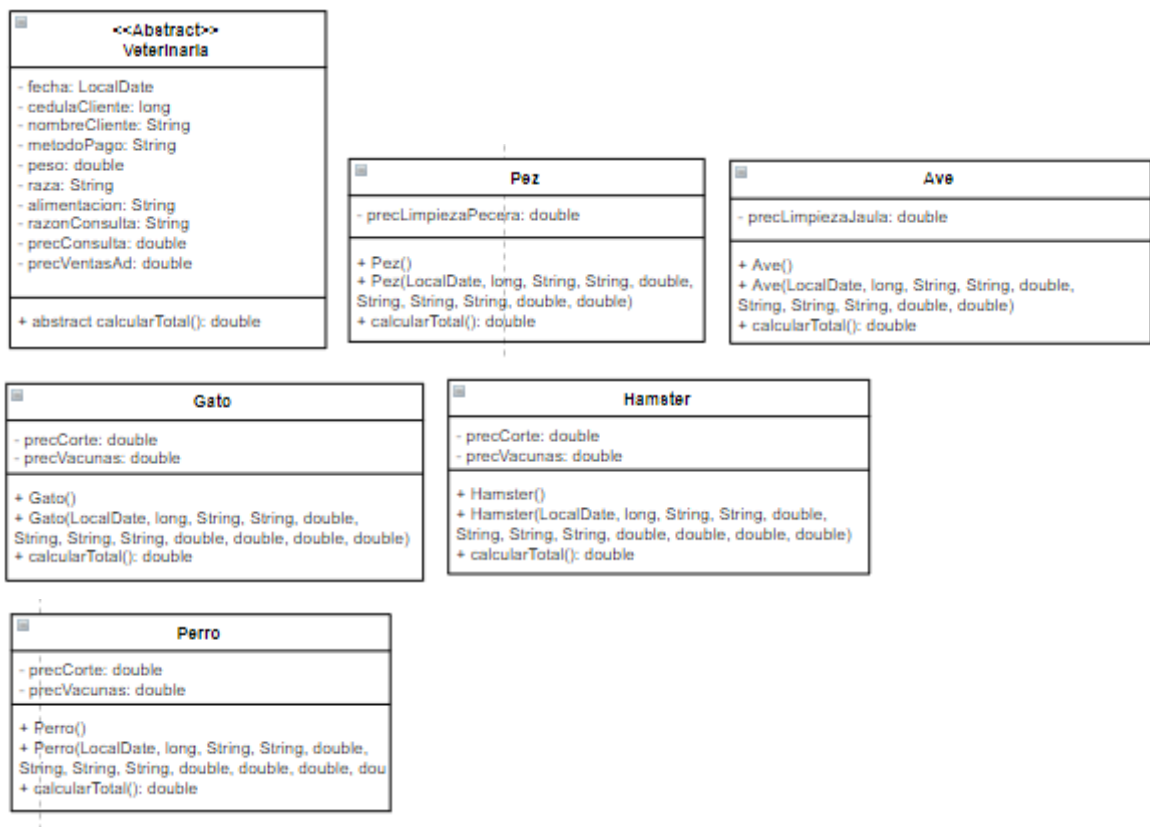 <<Abstract>>
Veterinaria
- fecha: LocalDate
- cedulaCliente: long
- nombreCliente: String
- metodoPago: String
- peso: double
- raza: String
- alimentacion: String
- razonConsulta: String
- precConsulta: double
- precVentasAd: double
+ abstract calcularTotal(): double
Pez
- precLimpiezaPecera: double
+ Pez()
+ Pez(LocalDate, long, String, String, double,
String, String, String, double, double)
+ calcularTotal(): double
Ave
- precLimpiezaJaula: double
+ Ave()
+ Ave(LocalDate, long, String, String, double,
String, String, String, double, double)
+ calcularTotal(): double
Gato
- precCorte: double
- precVacunas: double
+ Gato()
+ Gato(LocalDate, long, String, String, double,
String, String, String, double, double, double, double)
+ calcularTotal(): double
Hamster
- precCorte: double
- precVacunas: double
+ Hamster()
+ Hamster(LocalDate, long, String, String, double,
String, String, String, double, double, double, double)
+ calcularTotal(): double
Perro
- precCorte: double
- precVacunas: double
+ Perro()
+ Perro(LocalDate, long, String, String, double,
String, String, String, double, double, double, dou
+ calcularTotal(): double